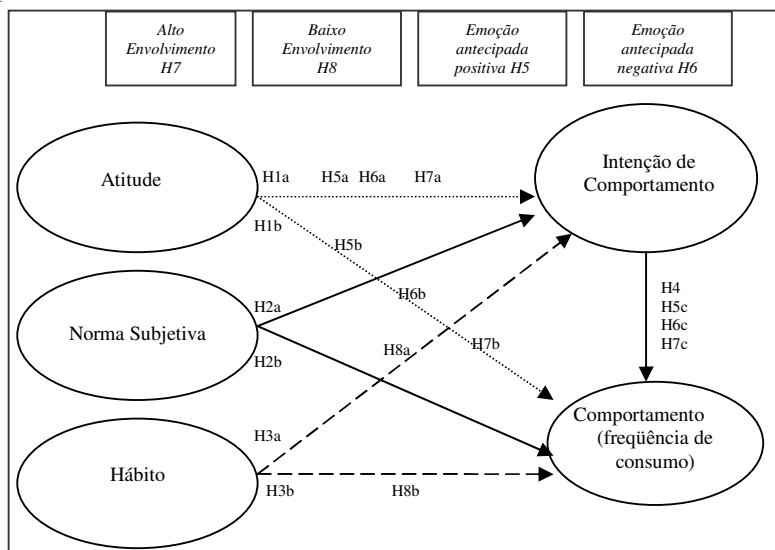 Alto
Envolvimento
H7
Baixo
Envolvimento
H8
Emoção
antecipada
positiva H5
Emoção
antecipada
negativa H6
Atitude
H1a H5a H6a H7a
H1b
H5b
H6b
H7b
Intenção de
Comportamento
Norma Subjetiva
H2a
H2b
H8a
H4
H5c
H6c
H7c
Hábito
H3a
H3b H8b
Comportamento
(freqüência de
consumo)